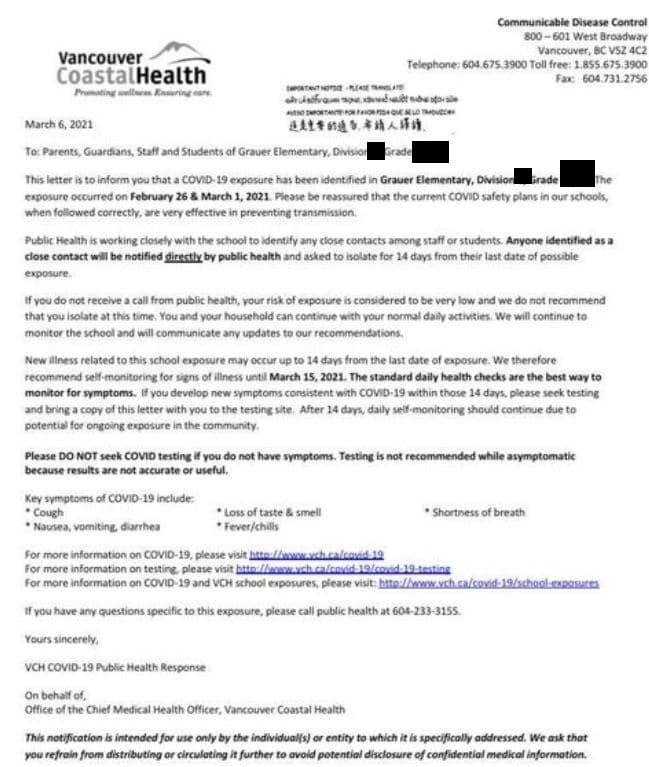 Communicable Disease Control
800 – 601 West Broadway
Vancouver, BC V5Z 4C2
Telephone: 604.675.3900 Toll free: 1.855.675.3900
Fax: 604.731.2756
Vancouver
CoastalHealth
Promoting wellness. Ensuring care.
IMPORTANT NOTICE - PLEASE TRANSLATE!
ĐÂY LÀ ĐIỀU QUAN TRỌNG, XIN NHỜ NGƯỜI THÔNG DỊCH DÙM
AVISO IMPORTANTE! POR FAVOR PIDA QUE SE LO TRADUZCAN
這是重要的通告, 請人譯讀.
March 6, 2021
To: Parents, Guardians, Staff and Students of Grauer Elementary, Division Grade
This letter is to inform you that a COVID-19 exposure has been identified in Grauer Elementary, Division Grade The
exposure occurred on February 26 & March 1, 2021. Please be reassured that the current COVID safety plans in our schools,
when followed correctly, are very effective in preventing transmission.
Public Health is working closely with the school to identify any close contacts among staff or students. Anyone identified as a
close contact will be notified directly by public health and asked to isolate for 14 days from their last date of possible
exposure.
If you do not receive a call from public health, your risk of exposure is considered to be very low and we do not recommend
that you isolate at this time. You and your household can continue with your normal daily activities. We will continue to
monitor the school and will communicate any updates to our recommendations.
New illness related to this school exposure may occur up to 14 days from the last date of exposure. We therefore
recommend self-monitoring for signs of illness until March 15, 2021. The standard daily health checks are the best way to
monitor for symptoms. If you develop new symptoms consistent with COVID-19 within those 14 days, please seek testing
and bring a copy of this letter with you to the testing site. After 14 days, daily self-monitoring should continue due to
potential for ongoing exposure in the community.
Please DO NOT seek COVID testing if you do not have symptoms. Testing is not recommended while asymptomatic
because results are not accurate or useful.
Key symptoms of COVID-19 include:
* Cough * Loss of taste & smell * Shortness of breath
* Nausea, vomiting, diarrhea * Fever/chills
For more information on COVID-19, please visit http://www.vch.ca/covid-19
For more information on testing, please visit http://www.vch.ca/covid-19/covid-19-testing
For more information on COVID-19 and VCH school exposures, please visit: http://www.vch.ca/covid-19/school-exposures
If you have any questions specific to this exposure, please call public health at 604-233-3155.
Yours sincerely,
VCH COVID-19 Public Health Response
On behalf of,
Office of the Chief Medical Health Officer, Vancouver Coastal Health
This notification is intended for use only by the individual(s) or entity to which it is specifically addressed. We ask that
you refrain from distributing or circulating it further to avoid potential disclosure of confidential medical information.